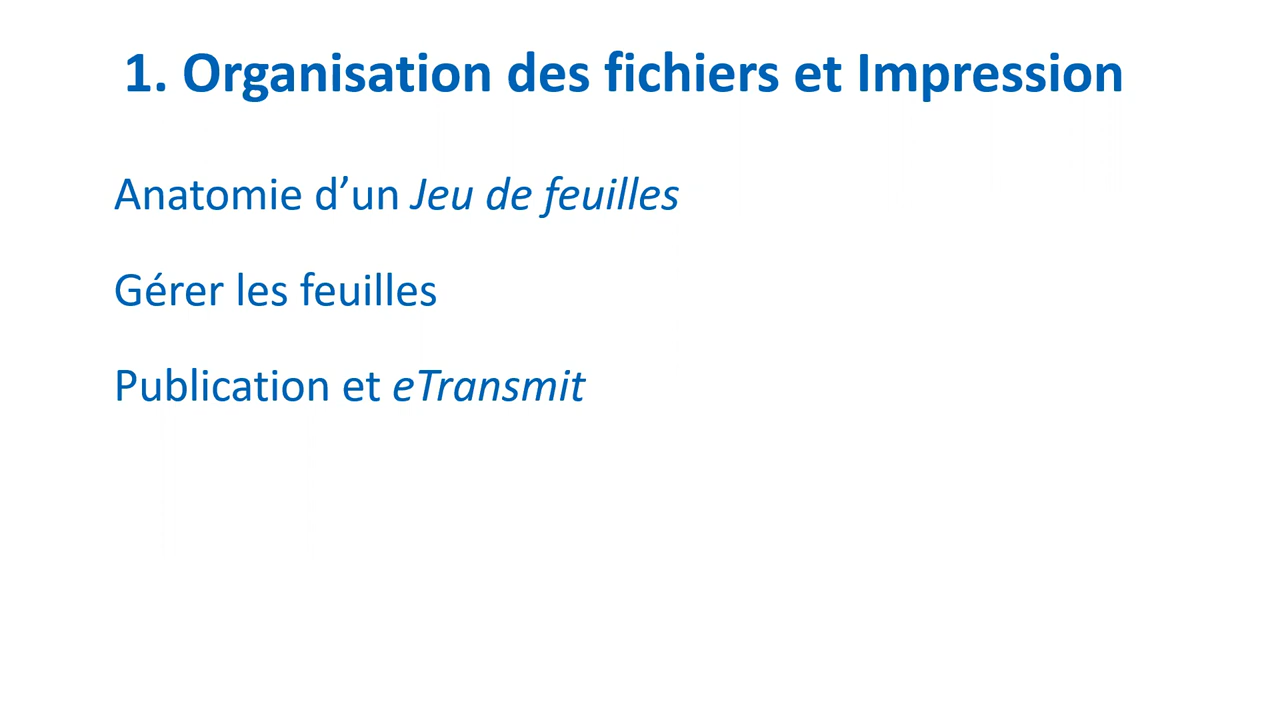 1. Organisation des fichiers et Impression
Anatomie d’un Jeu de feuilles
Gérer les feuilles
Publication et eTransmit